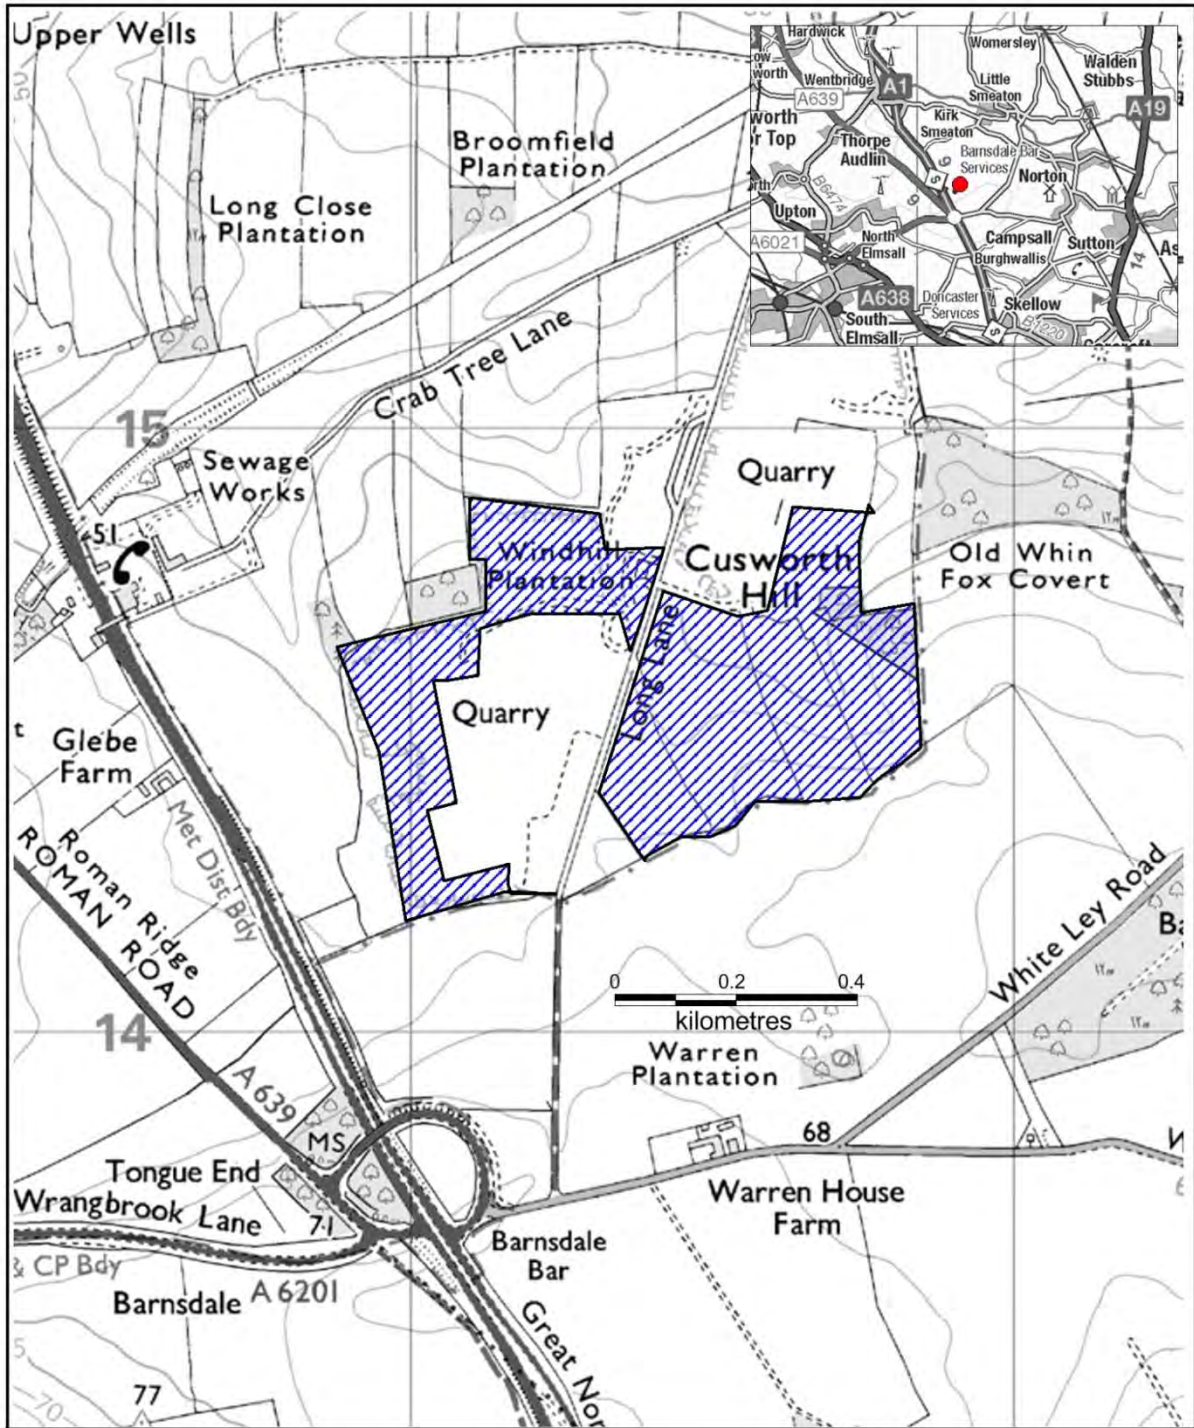 Upper Wells
Broomfield
Plantation
Long Close
Plantation
Crab Tree Lane
15
Sewage
Works
51
Quarry
Windhill
Plantation
Cusworth
Hill
Old Whin
Fox Covert
Long Lane
Quarry
Glebe
Farm
Met Dist Bdy
Roman Ridge
ROMAN ROAD
0 0.2 0.4
kilometres
White Ley Road
14
Warren
Plantation
A 639
MS
68
Tongue End
Wrangbrook Lane
71
Warren House
Farm
Barnsdale
Bar
& CP Bdy
Barnsdale
A 6201
Great Nor
77
70
50
Hardwick
Womersley
Walden
Stubbs
Wentbridge
A1
Little
Smeaton
A639
A19
Kirk
Smeaton
Thorpe
Audlin
Barnsdale Bar
Services
Norton
B6474
Upton
9
6
S
North
Elmsall
Campsall
Sutton
Burghwallis
A6021
14
A638
Doncaster
Services
Skellow
South
Elmsall
S
B1220